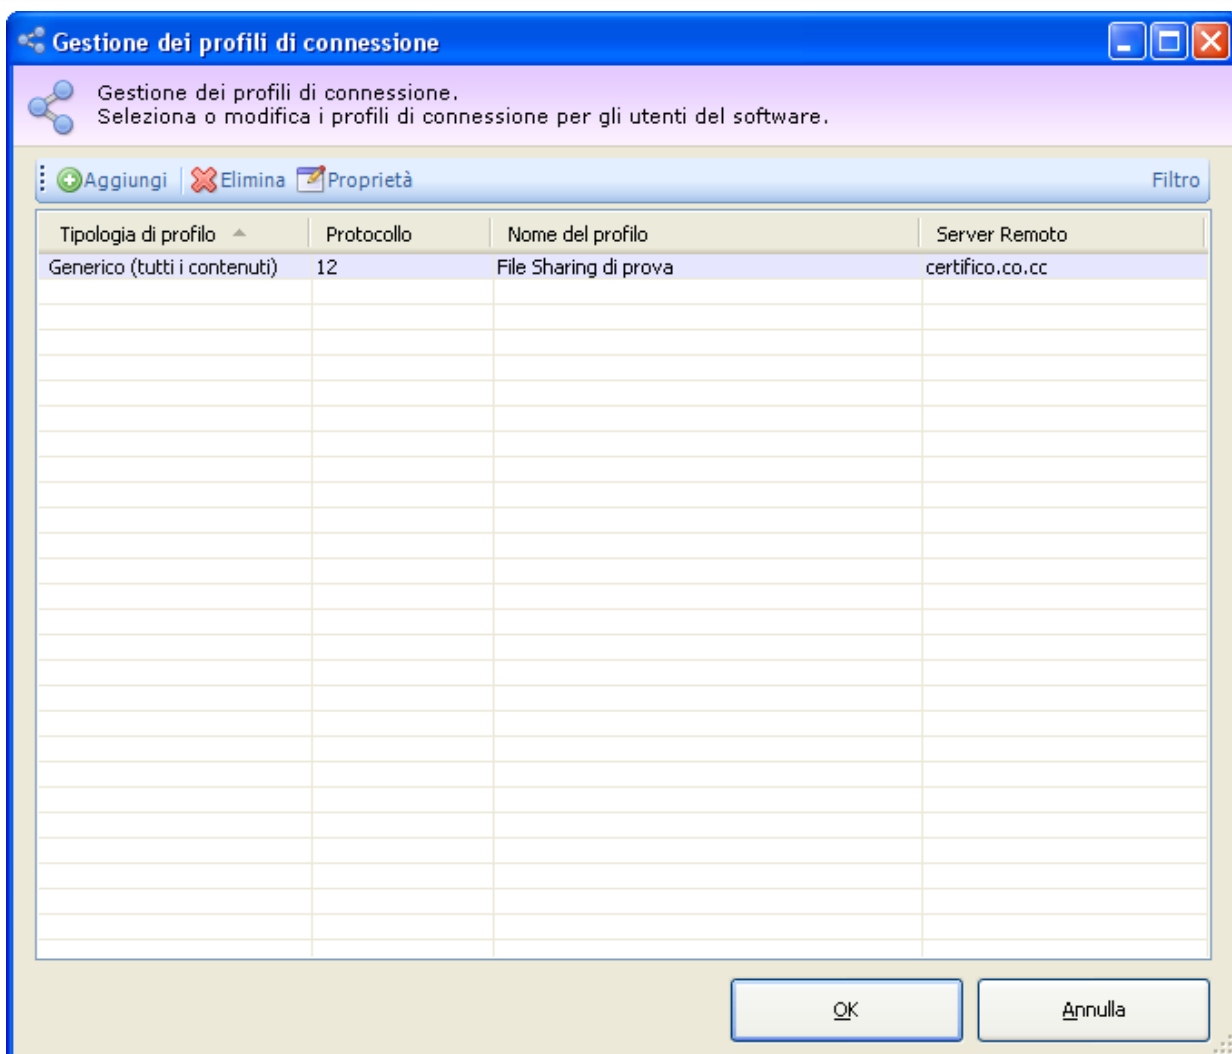 Gestione dei profili di connessione
Gestione dei profili di connessione.
Seleziona o modifica i profili di connessione per gli utenti del software.
Aggiungi Elimina Proprietà Filtro
Tipologia di profilo Protocollo Nome del profilo Server Remoto
Generico (tutti i contenuti) 12 File Sharing di prova certifico.co.cc
OK Annulla